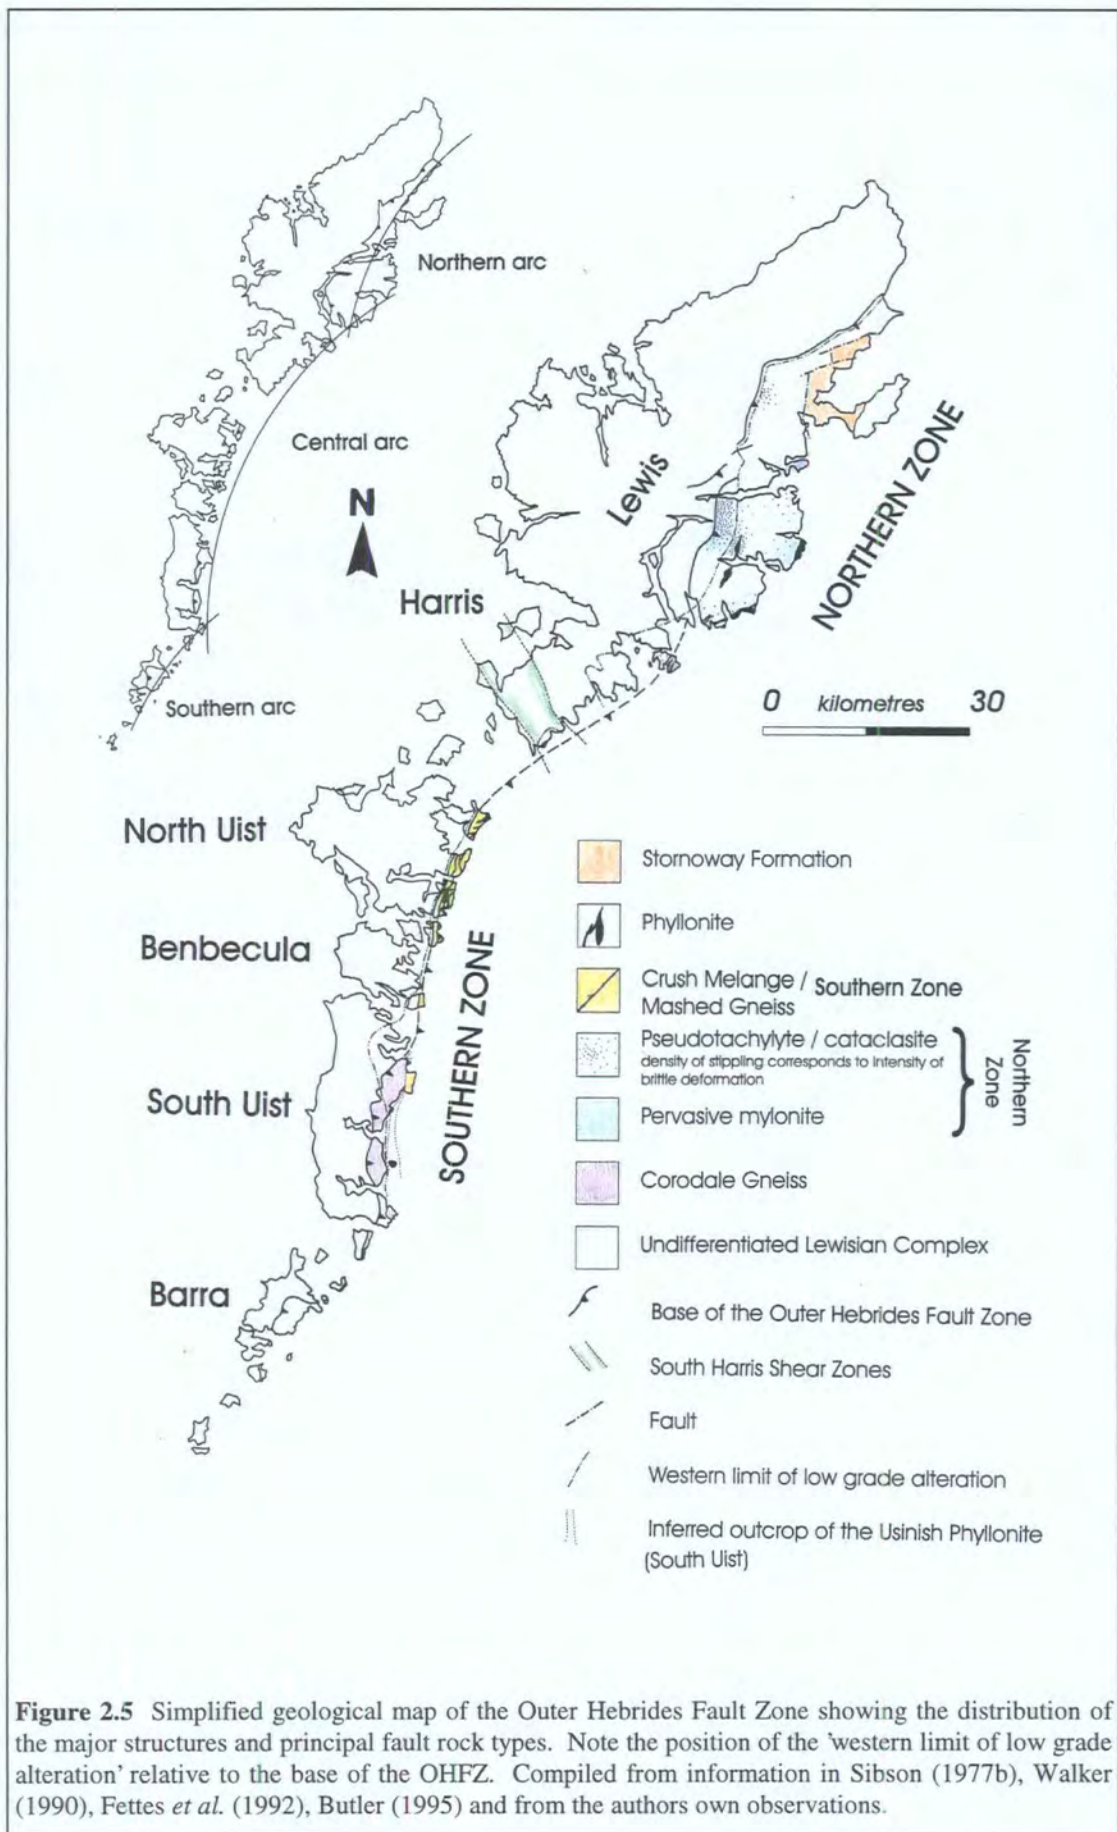 Northern arc
Central arc
Southern arc
N
Lewis
Harris
NORTHERN ZONE
0 kilometres 30
North Uist
Benbecula
South Uist
Barra
SOUTHERN ZONE
Stornoway Formation
Phyllonite
Crush Melange / Southern Zone
Mashed Gneiss
Pseudotachylyte / cataclasite
density of stippling corresponds to intensity of
brittle deformation
Northern
Zone
Pervasive mylonite
Corodale Gneiss
Undifferentiated Lewisian Complex
Base of the Outer Hebrides Fault Zone
South Harris Shear Zones
Fault
Western limit of low grade alteration
Inferred outcrop of the Usinish Phyllonite
(South Uist)
Figure 2.5 Simplified geological map of the Outer Hebrides Fault Zone showing the distribution of
the major structures and principal fault rock types. Note the position of the 'western limit of low grade
alteration' relative to the base of the OHFZ. Compiled from information in Sibson (1977b), Walker
(1990), Fettes et al. (1992), Butler (1995) and from the authors own observations.